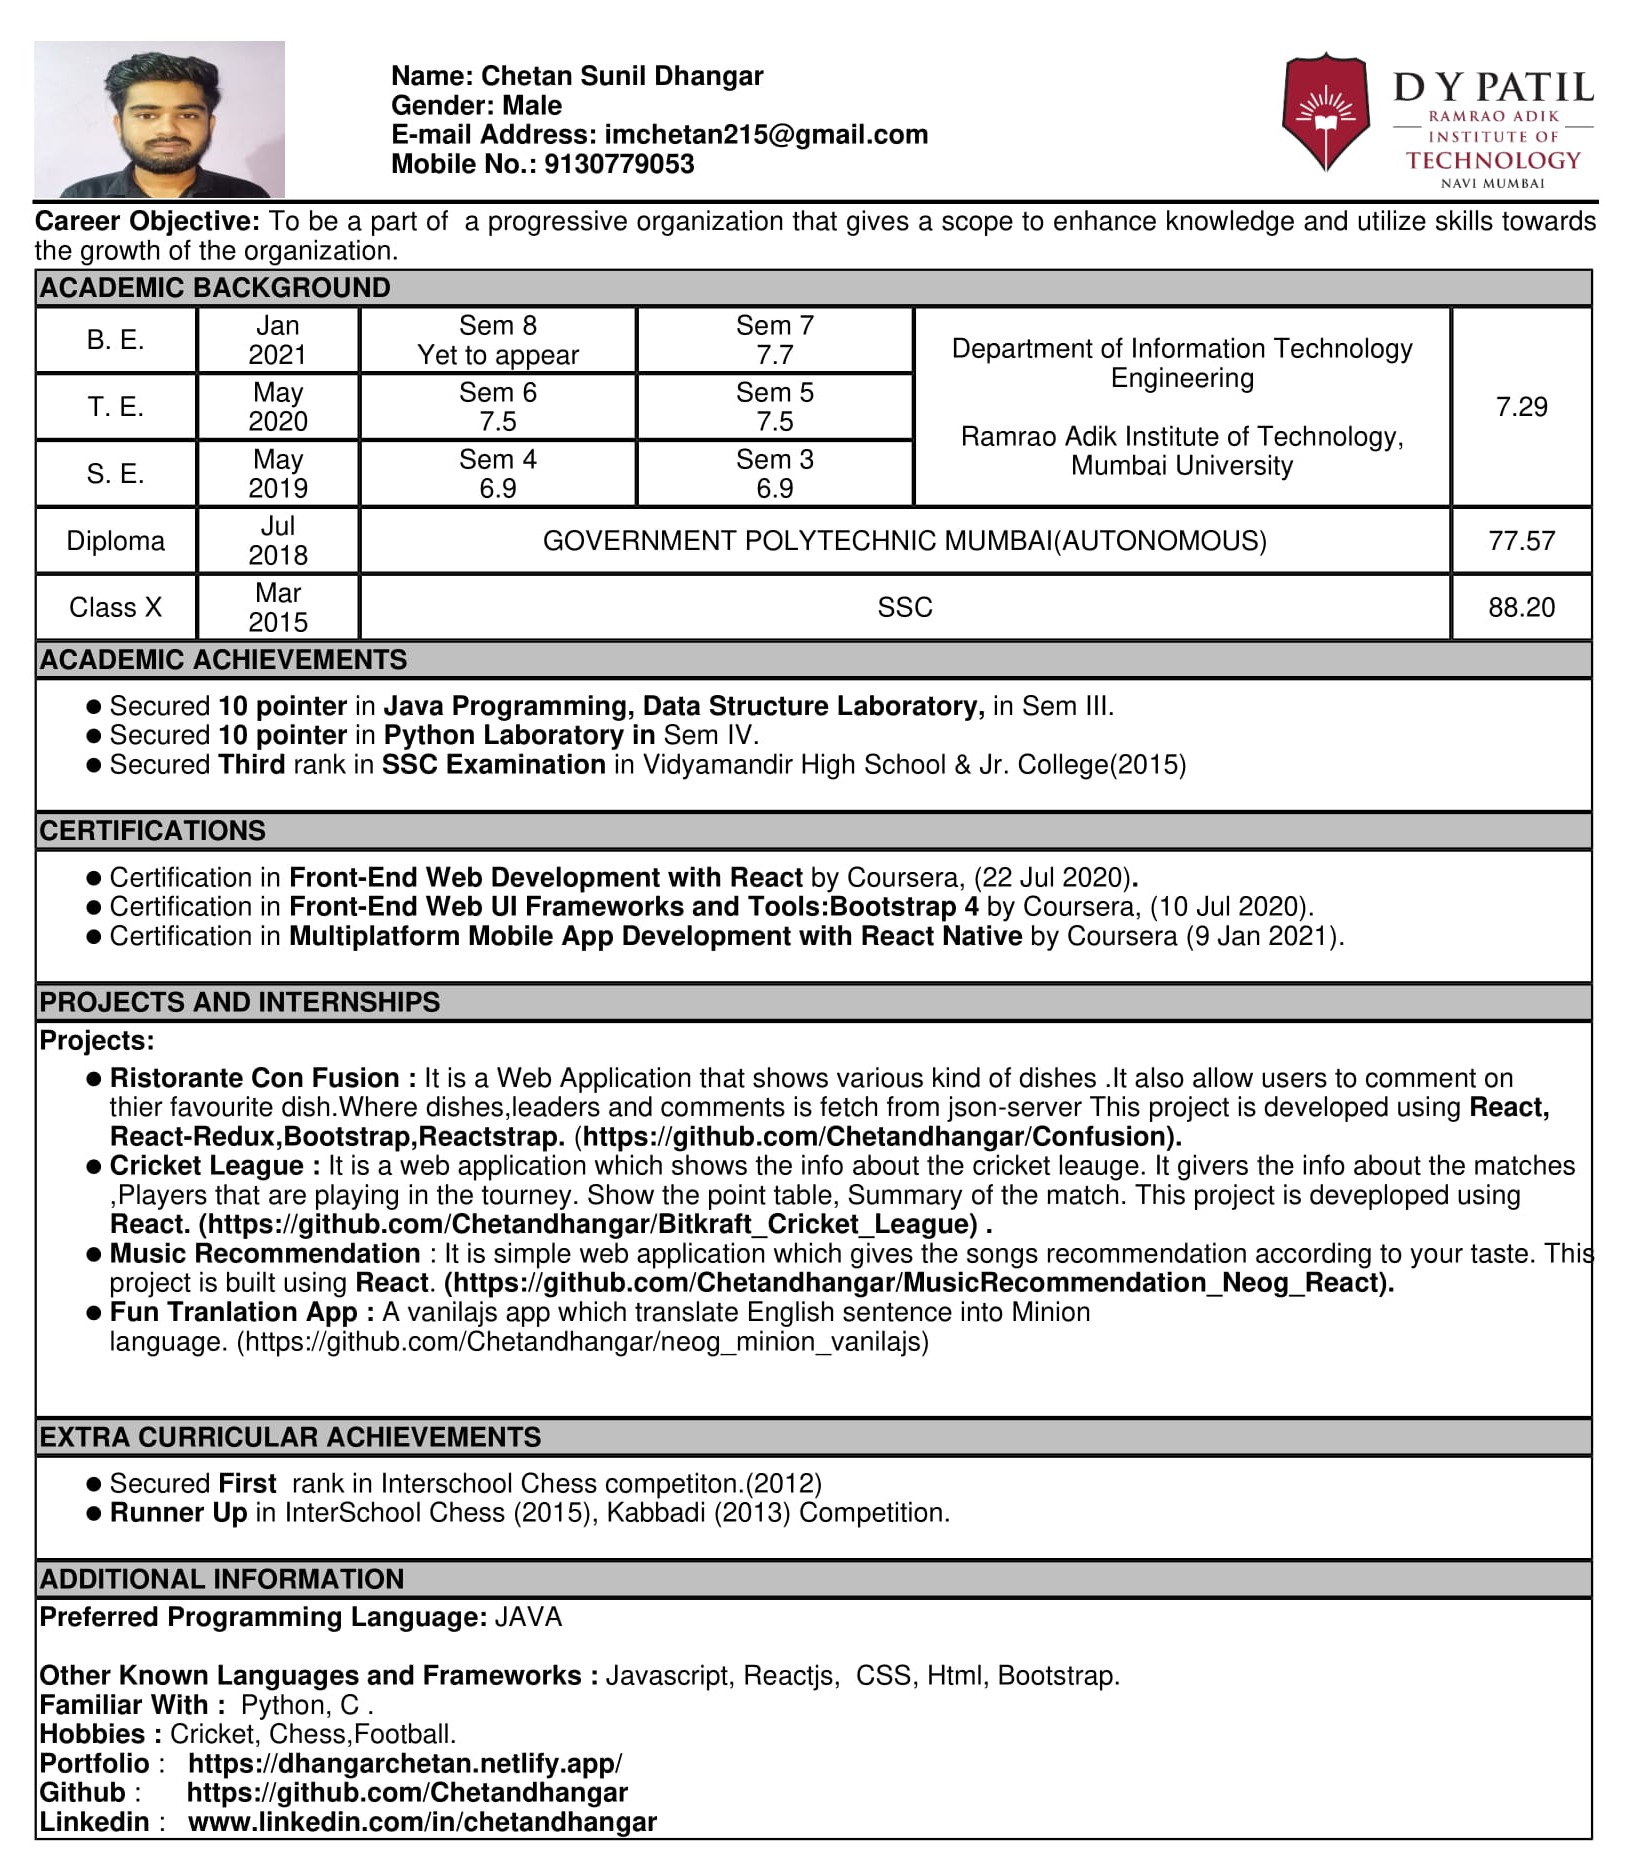 Name: Chetan Sunil Dhangar
Gender: Male
E-mail Address: imchetan215@gmail.com
Mobile No.: 9130779053
D Y PATIL
RAMRAO ADIK
INSTITUTE OF
TECHNOLOGY
NAVI MUMBAI
Career Objective: To be a part of  a progressive organization that gives a scope to enhance knowledge and utilize skills towards
the growth of the organization.
ACADEMIC BACKGROUND
B. E.
Jan
2021
Sem 8
Yet to appear
Sem 7
7.7
Department of Information Technology
Engineering
Ramrao Adik Institute of Technology,
Mumbai University
7.29
T. E.
May
2020
Sem 6
7.5
Sem 5
7.5
S. E.
May
2019
Sem 4
6.9
Sem 3
6.9
Diploma
Jul
2018
GOVERNMENT POLYTECHNIC MUMBAI(AUTONOMOUS)
77.57
Class X
Mar
2015
SSC
88.20
ACADEMIC ACHIEVEMENTS
● Secured 10 pointer in Java Programming, Data Structure Laboratory, in Sem III.
● Secured 10 pointer in Python Laboratory in Sem IV.
● Secured Third rank in SSC Examination in Vidyamandir High School & Jr. College(2015)
CERTIFICATIONS
● Certification in Front-End Web Development with React by Coursera, (22 Jul 2020).
● Certification in Front-End Web UI Frameworks and Tools:Bootstrap 4 by Coursera, (10 Jul 2020).
● Certification in Multiplatform Mobile App Development with React Native by Coursera (9 Jan 2021).
PROJECTS AND INTERNSHIPS
Projects:
● Ristorante Con Fusion : It is a Web Application that shows various kind of dishes .It also allow users to comment on
thier favourite dish.Where dishes,leaders and comments is fetch from json-server This project is developed using React,
React-Redux,Bootstrap,Reactstrap. (https://github.com/Chetandhangar/Confusion).
● Cricket League : It is a web application which shows the info about the cricket leauge. It givers the info about the matches
,Players that are playing in the tourney. Show the point table, Summary of the match. This project is deveploped using
React. (https://github.com/Chetandhangar/Bitkraft_Cricket_League) .
● Music Recommendation : It is simple web application which gives the songs recommendation according to your taste. This
project is built using React. (https://github.com/Chetandhangar/MusicRecommendation_Neog_React).
● Fun Tranlation App : A vanilajs app which translate English sentence into Minion
language. (https://github.com/Chetandhangar/neog_minion_vanilajs)
EXTRA CURRICULAR ACHIEVEMENTS
● Secured First  rank in Interschool Chess competiton.(2012)
● Runner Up in InterSchool Chess (2015), Kabbadi (2013) Competition.
ADDITIONAL INFORMATION
Preferred Programming Language: JAVA
Other Known Languages and Frameworks : Javascript, Reactjs,  CSS, Html, Bootstrap.
Familiar With :  Python, C .
Hobbies : Cricket, Chess,Football.
Portfolio :   https://dhangarchetan.netlify.app/
Github :      https://github.com/Chetandhangar
Linkedin :   www.linkedin.com/in/chetandhangar